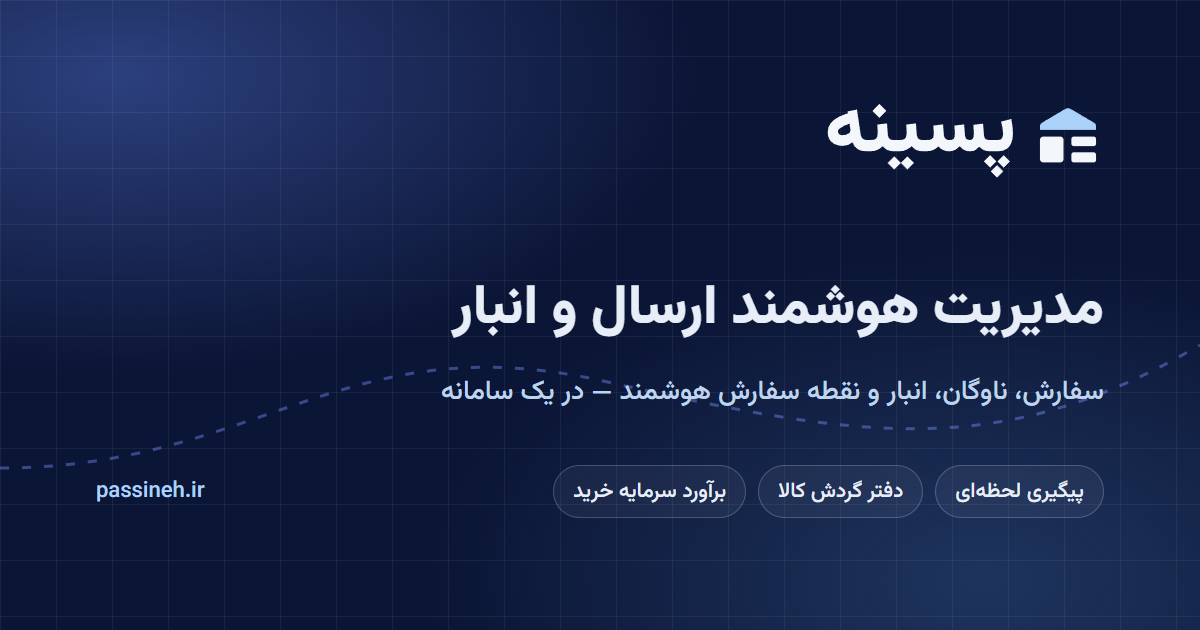 پسینه
مدیریت هوشمند ارسال و انبار
سفارش، ناوگان، انبار و نقطه سفارش هوشمند — در یک سامانه
پیگیری لحظه‌ای
دفتر گردش کالا
برآورد سرمایه خرید
passineh.ir